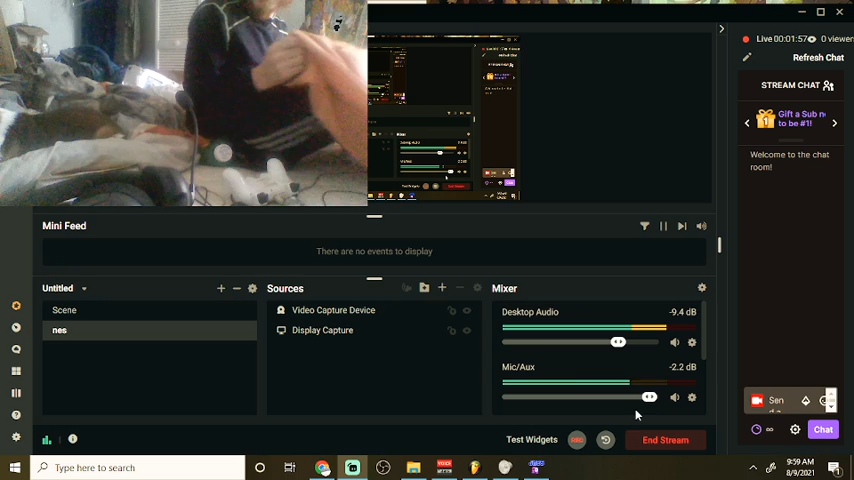 Live 00:01:57 0 viewers
Refresh Chat
STREAM CHAT
Gift a Sub n
to be #1!
Welcome to the chat
room!
Mini Feed
There are no events to display
Untitled
Sources
Mixer
Scene
nes
Video Capture Device
Display Capture
Desktop Audio -9.4 dB
Mic/Aux -2.2 dB
Sen
Test Widgets
REC
End Stream
Chat
Type here to search
9:59 AM
8/9/2021